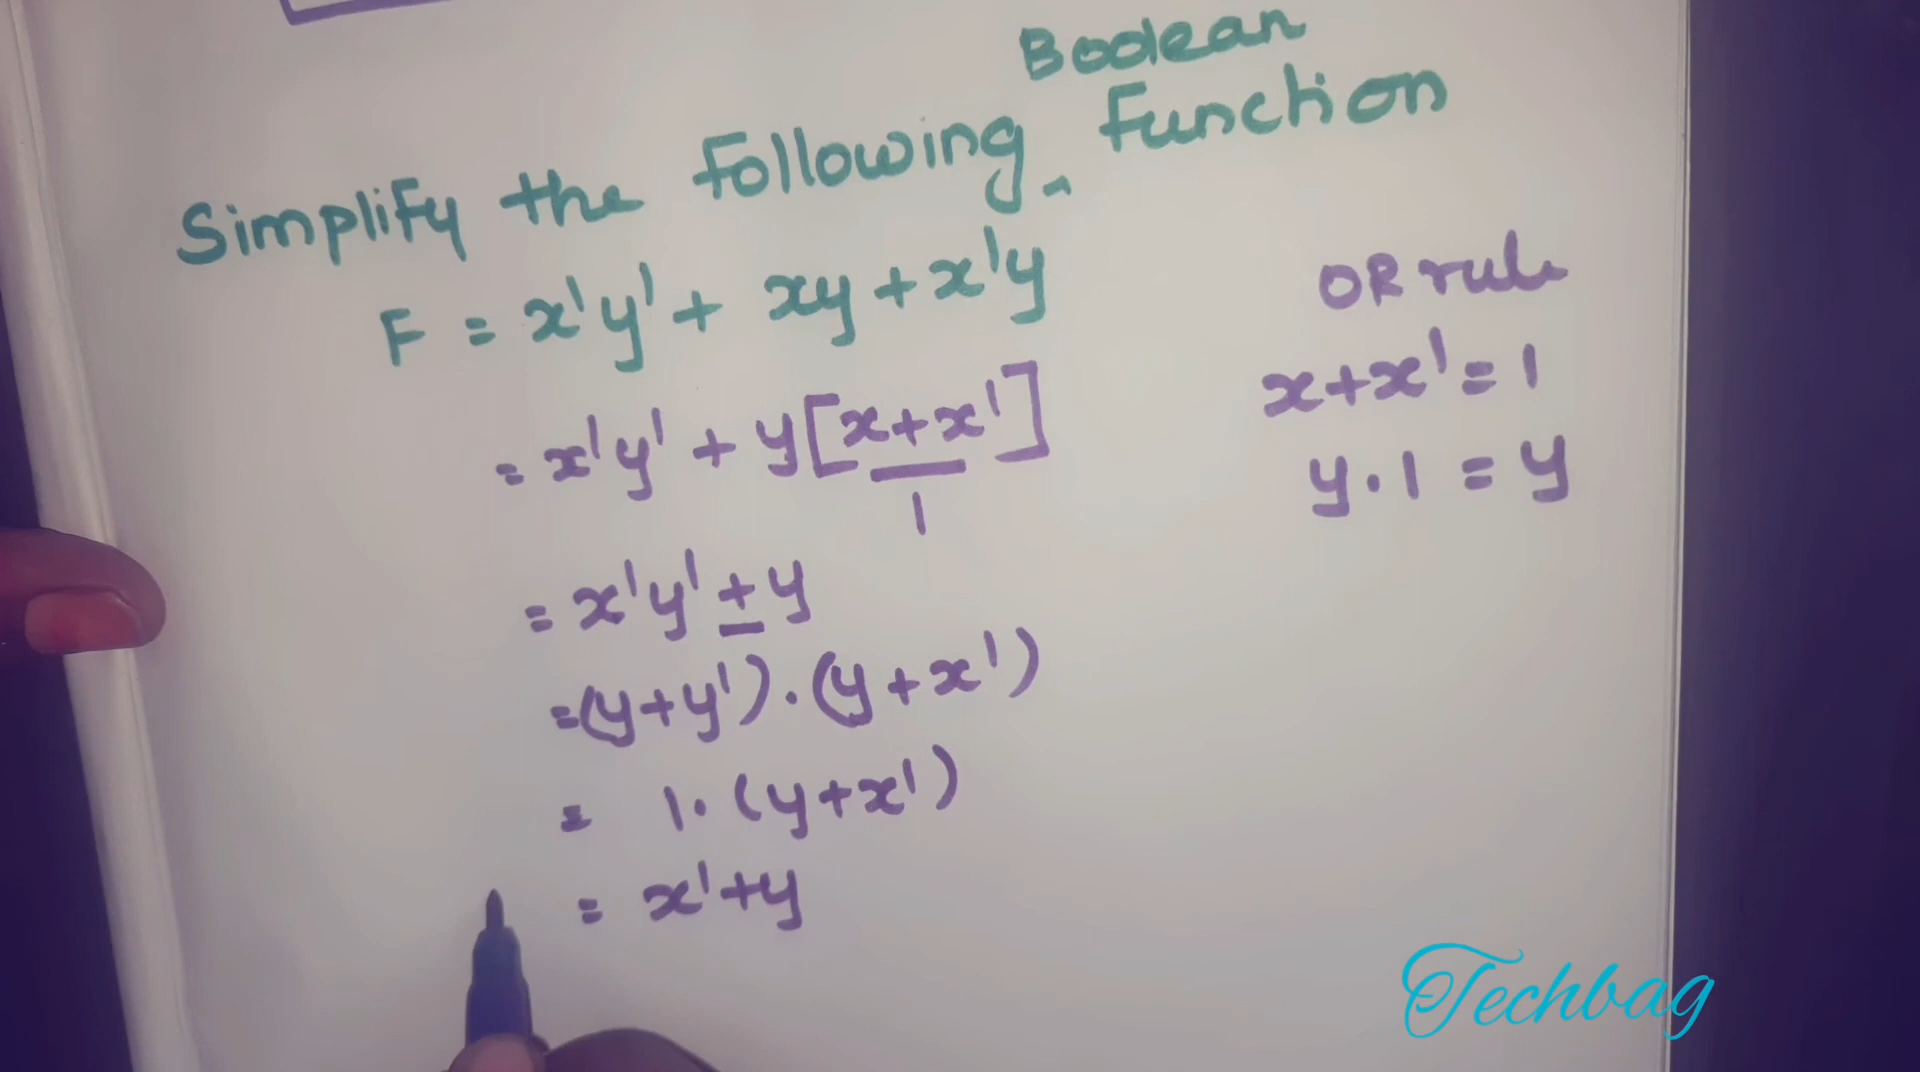 Boolean
Simplify the Following ^ Function
F = x'y' + xy + x'y
= x'y' + y[x+x']
1
= x'y' + y
=(y+y').(y+x')
= 1.(y+x')
= x'+y
OR rule
x+x' = 1
y.1 = y
Techbag